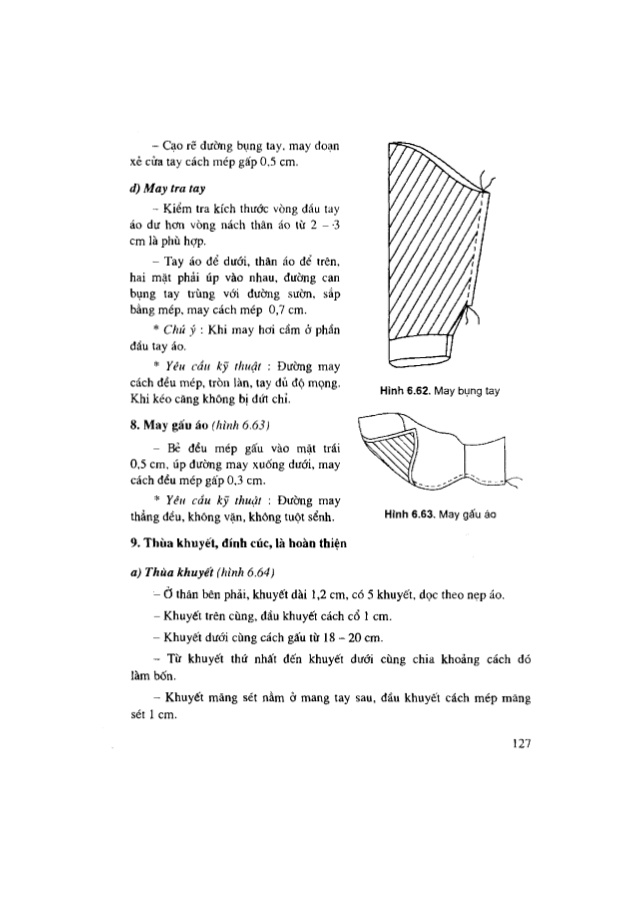 – Cạo rẽ đường bụng tay, may đoạn
xẻ cửa tay cách mép gấp 0,5 cm.
d) May tra tay
– Kiểm tra kích thước vòng đầu tay
áo dư hơn vòng nách thân áo từ 2 – 3
cm là phù hợp.
– Tay áo để dưới, thân áo để trên,
hai mặt phải úp vào nhau, đường can
bụng tay trùng với đường sườn, sắp
bằng mép, may cách mép 0,7 cm.
* Chú ý : Khi may hơi cầm ở phần
đầu tay áo.
* Yêu cầu kỹ thuật : Đường may
cách đều mép, tròn làn, tay đủ độ mọng.
Khi kéo căng không bị đứt chỉ.
Hình 6.62. May bụng tay
8. May gấu áo (hình 6.63)
– Bẻ đều mép gấu vào mặt trái
0,5 cm, úp đường may xuống dưới, may
cách đều mép gấp 0,3 cm.
* Yêu cầu kỹ thuật : Đường may
thẳng đều, không vặn, không tuột sểnh.
Hình 6.63. May gấu áo
9. Thùa khuyết, đính cúc, là hoàn thiện
a) Thùa khuyết (hình 6.64)
– Ở thân bên phải, khuyết dài 1,2 cm, có 5 khuyết, dọc theo nẹp áo.
– Khuyết trên cùng, đầu khuyết cách cổ 1 cm.
– Khuyết dưới cùng cách gấu từ 18 – 20 cm.
– Từ khuyết thứ nhất đến khuyết dưới cùng chia khoảng cách đó
làm bốn.
– Khuyết măng sét nằm ở mang tay sau, đầu khuyết cách mép măng
sét 1 cm.
127